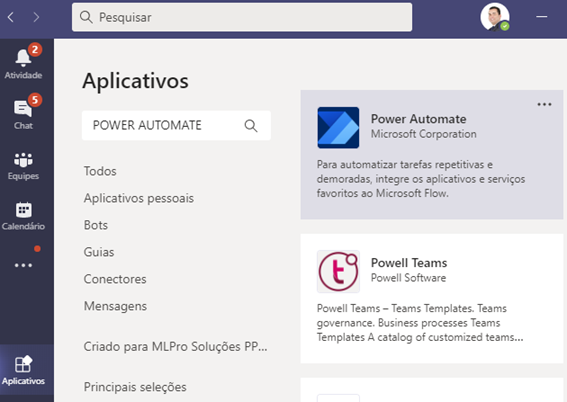 Pesquisar
2
Atividade
5
Chat
Equipes
Calendário
Aplicativos
Aplicativos
POWER AUTOMATE
Todos
Aplicativos pessoais
Bots
Guias
Conectores
Mensagens
Criado para MLPro Soluções PP...
Principais seleções
Power Automate
Microsoft Corporation
Para automatizar tarefas repetitivas e
demoradas, integre os aplicativos e serviços
favoritos ao Microsoft Flow.
t
Powell Teams
Powell Software
Powell Teams – Teams Templates. Teams
governance. Business processes Teams
Templates A catalog of customized teams...